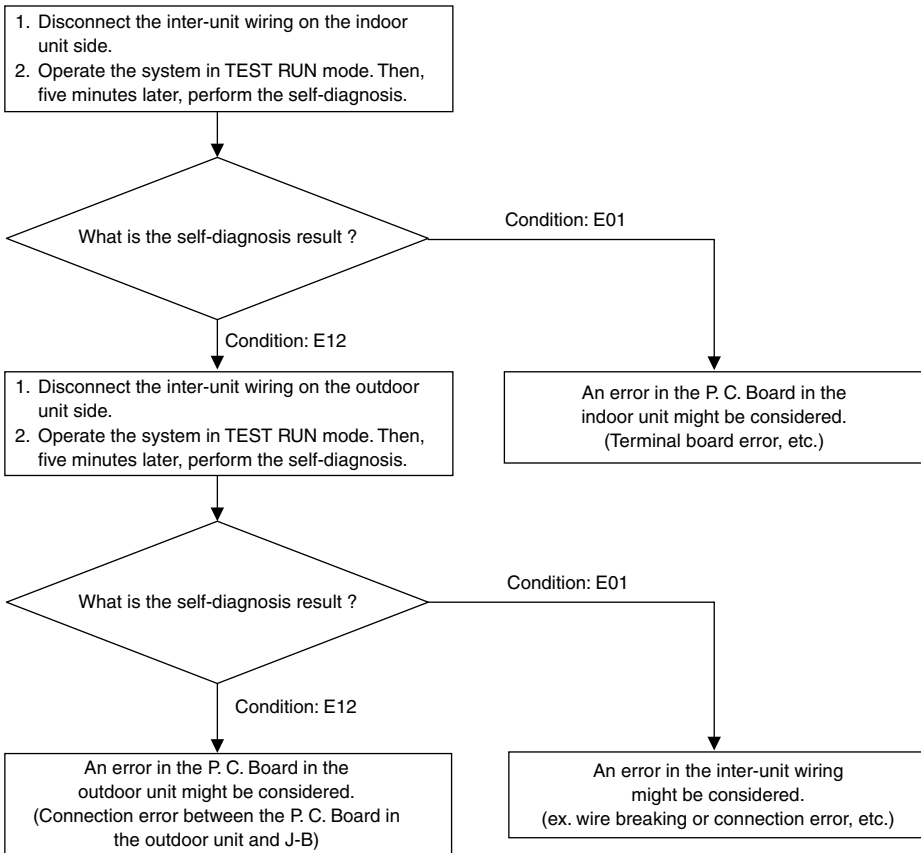 1. Disconnect the inter-unit wiring on the indoor
unit side.
2. Operate the system in TEST RUN mode. Then,
five minutes later, perform the self-diagnosis.
What is the self-diagnosis result ?
Condition: E01
Condition: E12
An error in the P. C. Board in the
indoor unit might be considered.
(Terminal board error, etc.)
1. Disconnect the inter-unit wiring on the outdoor
unit side.
2. Operate the system in TEST RUN mode. Then,
five minutes later, perform the self-diagnosis.
What is the self-diagnosis result ?
Condition: E01
Condition: E12
An error in the P. C. Board in the
outdoor unit might be considered.
(Connection error between the P. C. Board in
the outdoor unit and J-B)
An error in the inter-unit wiring
might be considered.
(ex. wire breaking or connection error, etc.)